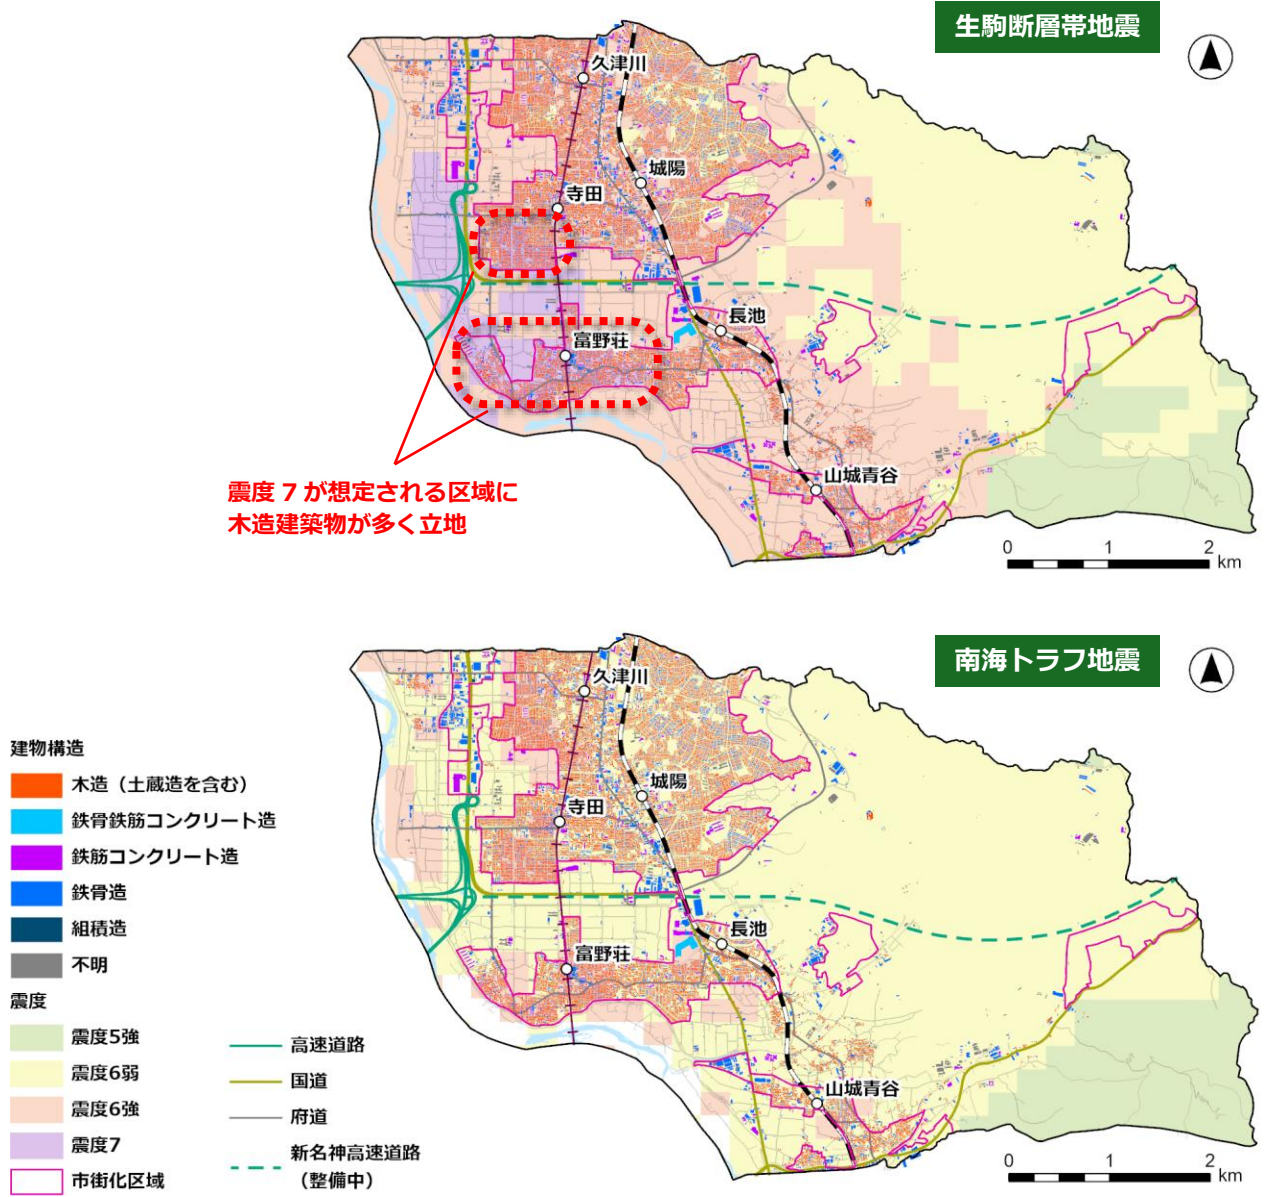 生駒断層帯地震
久津川
城陽
寺田
長池
富野荘
山城青谷
震度 7 が想定される区域に
木造建築物が多く立地
0 1 2
km
南海トラフ地震
久津川
城陽
寺田
長池
富野荘
山城青谷
0 1 2
km
建物構造
木造（土蔵造を含む）
鉄骨鉄筋コンクリート造
鉄筋コンクリート造
鉄骨造
組積造
不明
震度
震度5強
震度6弱
震度6強
震度7
市街化区域
高速道路
国道
府道
新名神高速道路
（整備中）